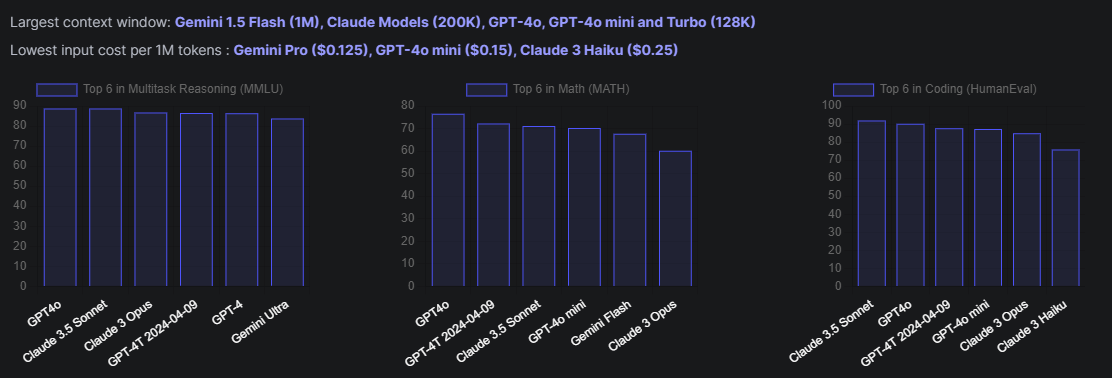 Largest context window: Gemini 1.5 Flash (1M), Claude Models (200K), GPT-4o, GPT-4o mini and Turbo (128K)
Lowest input cost per 1M tokens : Gemini Pro ($0.125), GPT-4o mini ($0.15), Claude 3 Haiku ($0.25)
Top 6 in Multitask Reasoning (MMLU)
90
80
70
60
50
40
30
20
10
0
GPT4o
Claude 3.5 Sonnet
Claude 3 Opus
GPT-4T 2024-04-09
GPT-4
Gemini Ultra
Top 6 in Math (MATH)
80
70
60
50
40
30
20
10
0
GPT4o
GPT-4T 2024-04-09
Claude 3.5 Sonnet
GPT-4o mini
Gemini Flash
Claude 3 Opus
Top 6 in Coding (HumanEval)
100
90
80
70
60
50
40
30
20
10
0
Claude 3.5 Sonnet
GPT4o
GPT-4T 2024-04-09
GPT-4o mini
Claude 3 Opus
Claude 3 Haiku